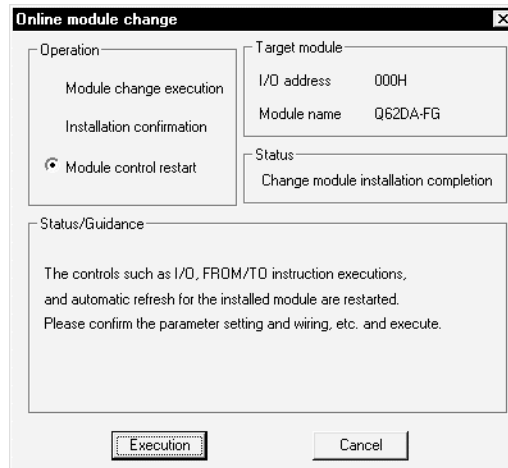 Online module change
Operation
Module change execution
Installation confirmation
Module control restart
Target module
I/O address 000H
Module name Q62DA-FG
Status
Change module installation completion
Status/Guidance
The controls such as I/O, FROM/TO instruction executions,
and automatic refresh for the installed module are restarted.
Please confirm the parameter setting and wiring, etc. and execute.
Execution
Cancel